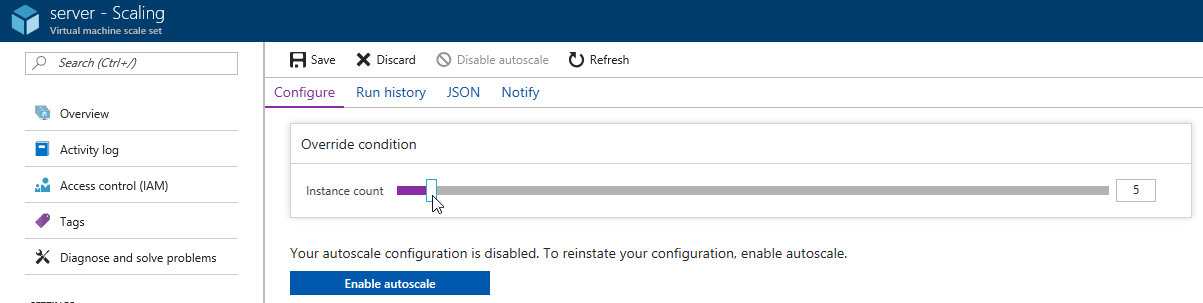 server - Scaling
Virtual machine scale set
Search (Ctrl+/)
Save Discard Disable autoscale Refresh
Configure Run history JSON Notify
Overview
Activity log
Access control (IAM)
Tags
Diagnose and solve problems
Override condition
Instance count 5
Your autoscale configuration is disabled. To reinstate your configuration, enable autoscale.
Enable autoscale